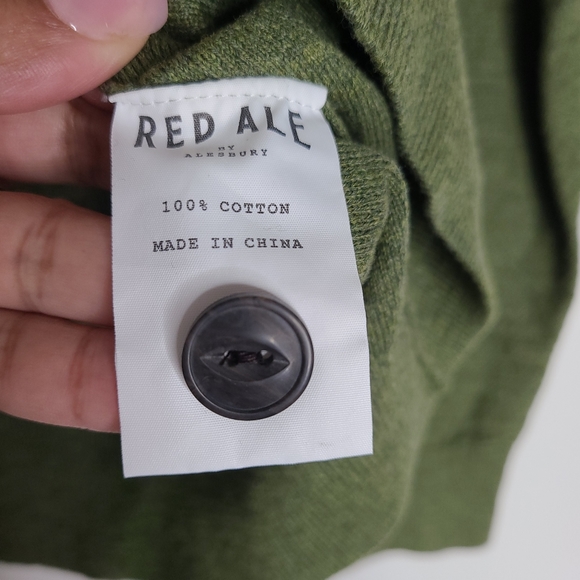 RED ALE
BY
ALESBURY
100% COTTON
MADE IN CHINA